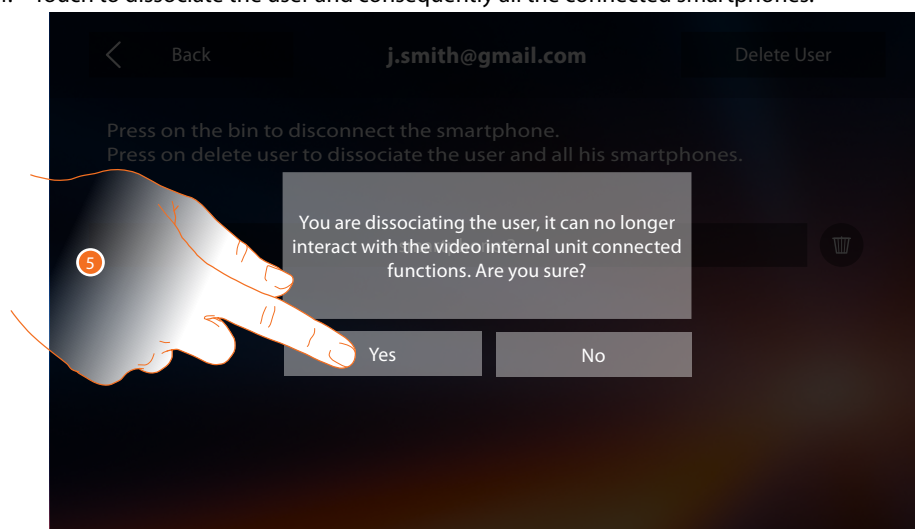 Touch to dissociate the user and consequently all the connected smartphones.
Back
j.smith@gmail.com
Delete User
Press on the bin to disconnect the smartphone.
Press on delete user to dissociate the user and all his smartphones.
You are dissociating the user, it can no longer
interact with the video internal unit connected
functions. Are you sure?
5
Yes
No